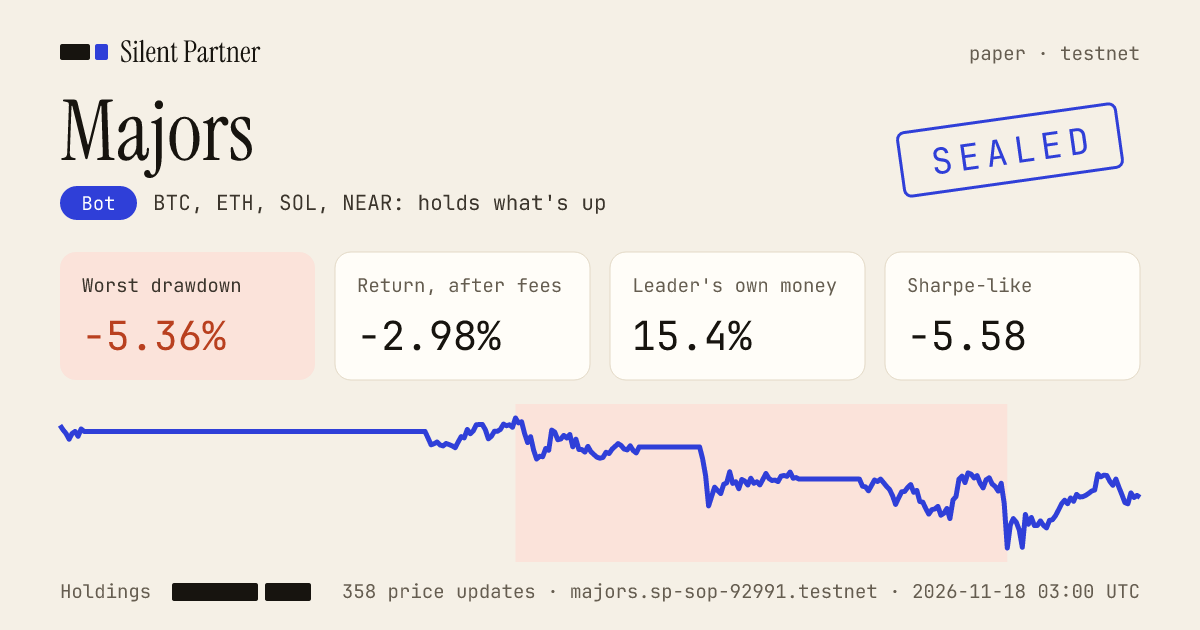 Silent Partner
paper · testnet
Majors
SEALED
Bot
BTC, ETH, SOL, NEAR: holds what's up
Worst drawdown
-5.36%
Return, after fees
-2.98%
Leader's own money
15.4%
Sharpe-like
-5.58
Holdings
358 price updates · majors.sp-sop-92991.testnet · 2026-11-18 03:00 UTC